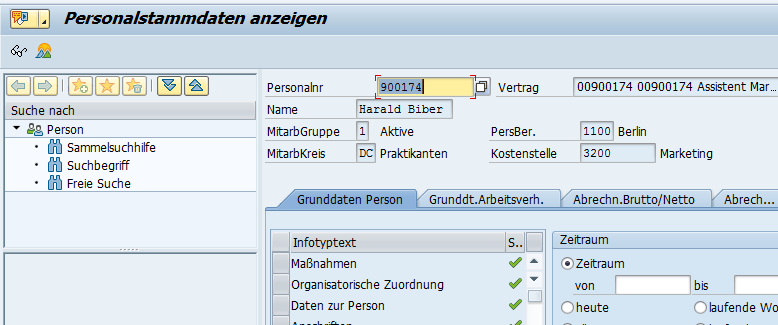 Personalstammdaten anzeigen
Suche nach
Person
Sammelsuchhilfe
Suchbegriff
Freie Suche
Personalnr 900174 Vertrag 00900174 00900174 Assistent Mar...
Name Harald Biber
MitarbGruppe 1 Aktive PersBer. 1100 Berlin
MitarbKreis DC Praktikanten Kostenstelle 3200 Marketing
Grunddaten Person Grunddt.Arbeitsverh. Abrechn.Brutto/Netto Abrech...
Infotyptext S..
Maßnahmen
Organisatorische Zuordnung
Daten zur Person
Anschriften
Zeitraum
Zeitraum
von bis
heute laufende Wo